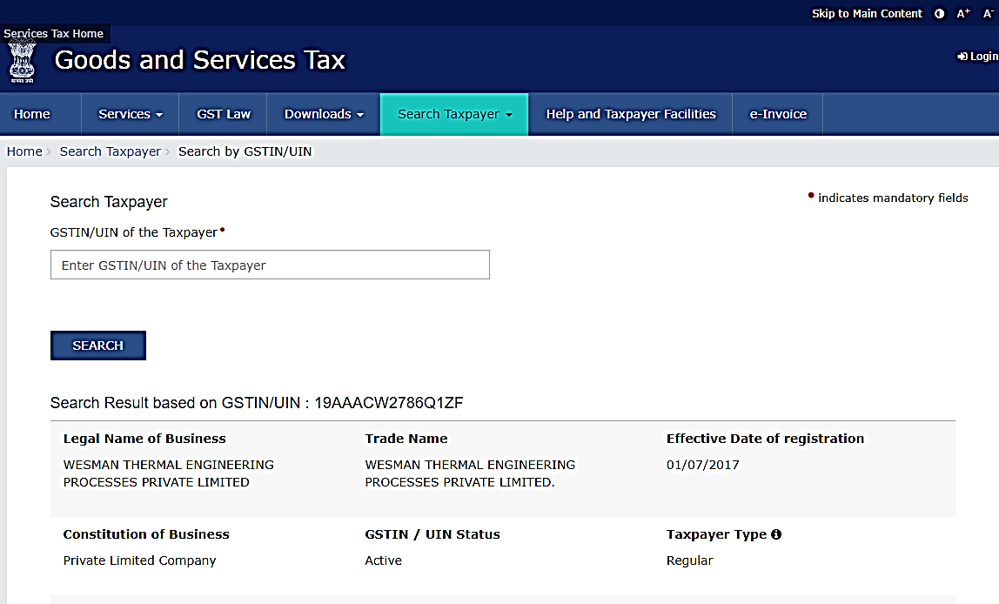 Skip to Main Content A+ A-
Services Tax Home
Goods and Services Tax
Login
Home Services GST Law Downloads Search Taxpayer Help and Taxpayer Facilities e-Invoice
Home > Search Taxpayer > Search by GSTIN/UIN
Search Taxpayer
• indicates mandatory fields
GSTIN/UIN of the Taxpayer•
Enter GSTIN/UIN of the Taxpayer
SEARCH
Search Result based on GSTIN/UIN : 19AAACW2786Q1ZF
Legal Name of Business Trade Name Effective Date of registration
WESMAN THERMAL ENGINEERING WESMAN THERMAL ENGINEERING 01/07/2017
PROCESSES PRIVATE LIMITED PROCESSES PRIVATE LIMITED.
Constitution of Business GSTIN / UIN Status Taxpayer Type
Private Limited Company Active Regular